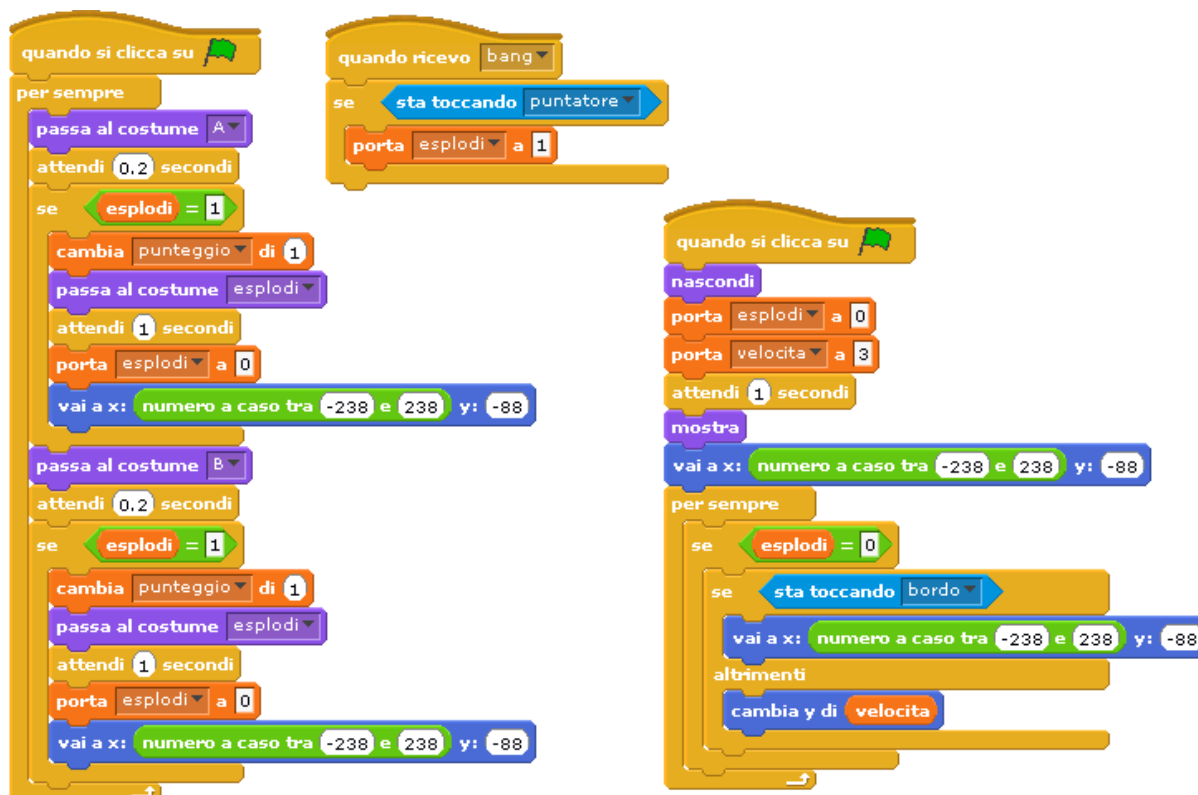 quando si clicca su
per sempre
passa al costume A
attendi 0.2 secondi
se esplodi = 1
cambia punteggio di 1
passa al costume esplodi
attendi 1 secondi
porta esplodi a 0
vai a x: numero a caso tra -238 e 238 y: -88
passa al costume B
attendi 0.2 secondi
se esplodi = 1
cambia punteggio di 1
passa al costume esplodi
attendi 1 secondi
porta esplodi a 0
vai a x: numero a caso tra -238 e 238 y: -88
quando ricevo bang
se sta toccando puntatore
porta esplodi a 1
quando si clicca su
nascondi
porta esplodi a 0
porta velocita a 3
attendi 1 secondi
mostra
vai a x: numero a caso tra -238 e 238 y: -88
per sempre
se esplodi = 0
se sta toccando bordo
vai a x: numero a caso tra -238 e 238 y: -88
altrimenti
cambia y di velocita